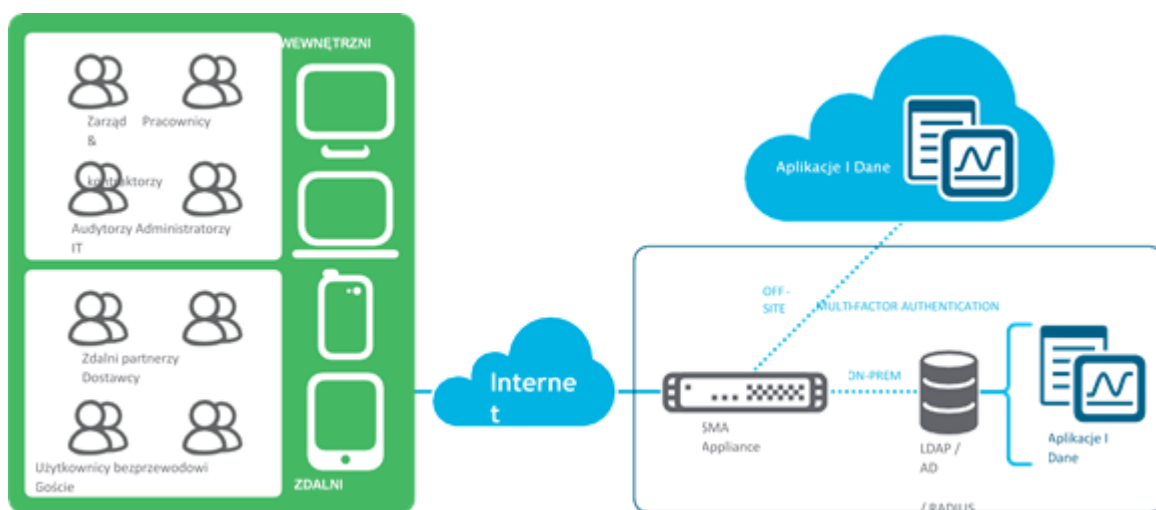 WEWNĘTRZNI
Zarząd Pracownicy
&
kontraktorzy
Audytorzy Administratorzy
IT
Zdalni partnerzy
Dostawcy
Użytkownicy bezprzewodowi
Goście
ZDALNI
Interne
t
Aplikacje I Dane
OFF-
SITE
MULTI-FACTOR AUTHENTICATION
ON-PREM
SMA
Appliance
LDAP /
AD
/ RADIUS
Aplikacje I
Dane